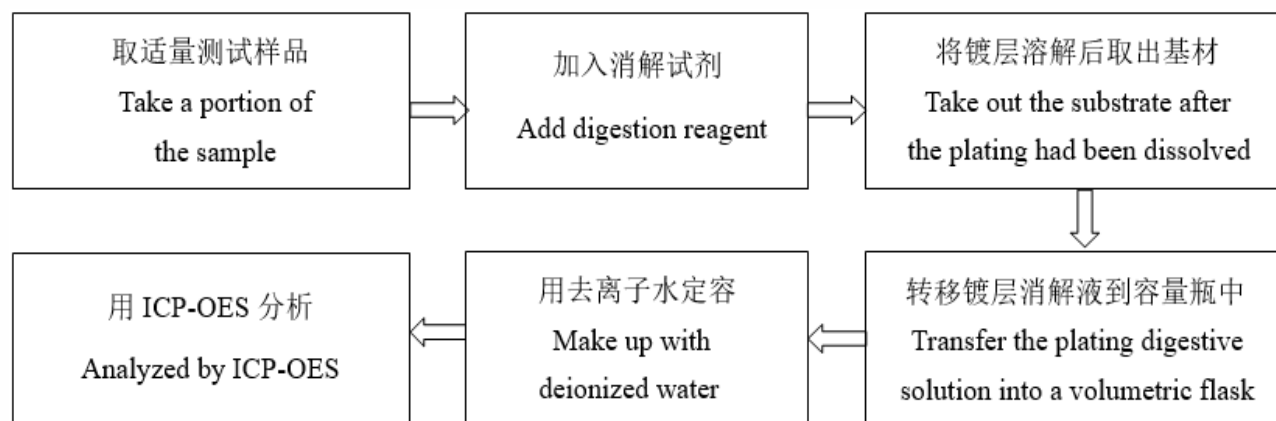 取适量测试样品
Take a portion of
the sample
加入消解试剂
Add digestion reagent
将镀层溶解后取出基材
Take out the substrate after
the plating had been dissolved
转移镀层消解液到容量瓶中
Transfer the plating digestive
solution into a volumetric flask
用去离子水定容
Make up with
deionized water
用 ICP-OES 分析
Analyzed by ICP-OES